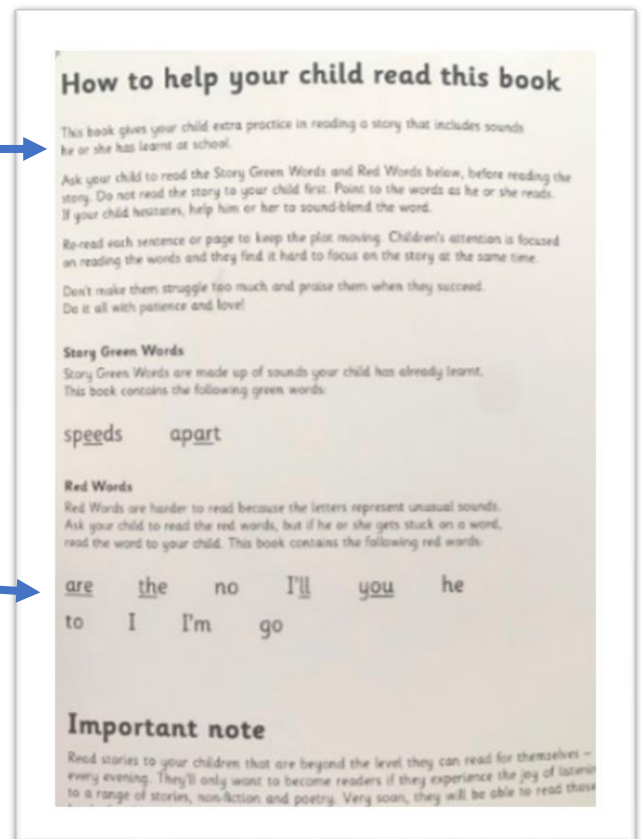 How to help your child read this book
This book gives your child extra practice in reading a story that includes sounds
he or she has learnt at school.
Ask your child to read the Story Green Words and Red Words below, before reading the
story. Do not read the story to your child first. Point to the words as he or she reads.
If your child hesitates, help him or her to sound-blend the word.
Re-read each sentence or page to keep the plot moving. Children's attention is focused
on reading the words and they find it hard to focus on the story at the same time.
Don't make them struggle too much and praise them when they succeed.
Do it all with patience and love!
Story Green Words
Story Green Words are made up of sounds your child has already learnt.
This book contains the following green words:
speeds apart
Red Words
Red Words are harder to read because the letters represent unusual sounds.
Ask your child to read the red words, but if he or she gets stuck on a word,
read the word to your child. This book contains the following red words:
are the no I'll you he
to I I'm go
Important note
Read stories to your children that are beyond the level they can read for themselves –
every evening. They'll only want to become readers if they experience the joy of
to a range of stories, non-fiction and poetry. Very soon, they will be able to read